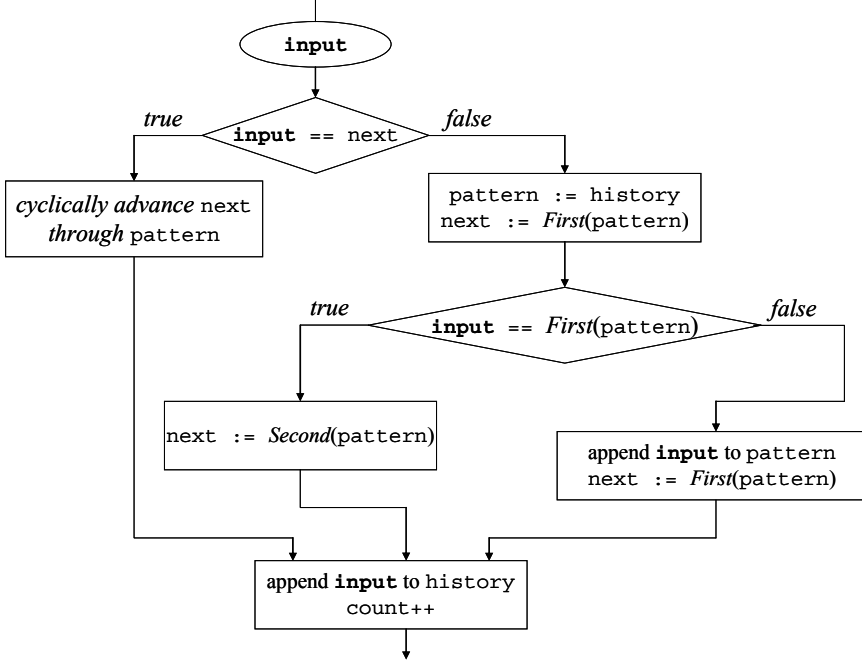 input
true
false
input == next
cyclically advance next
through pattern
pattern := history
next := First(pattern)
true
false
input == First(pattern)
next := Second(pattern)
append input to pattern
next := First(pattern)
append input to history
count++